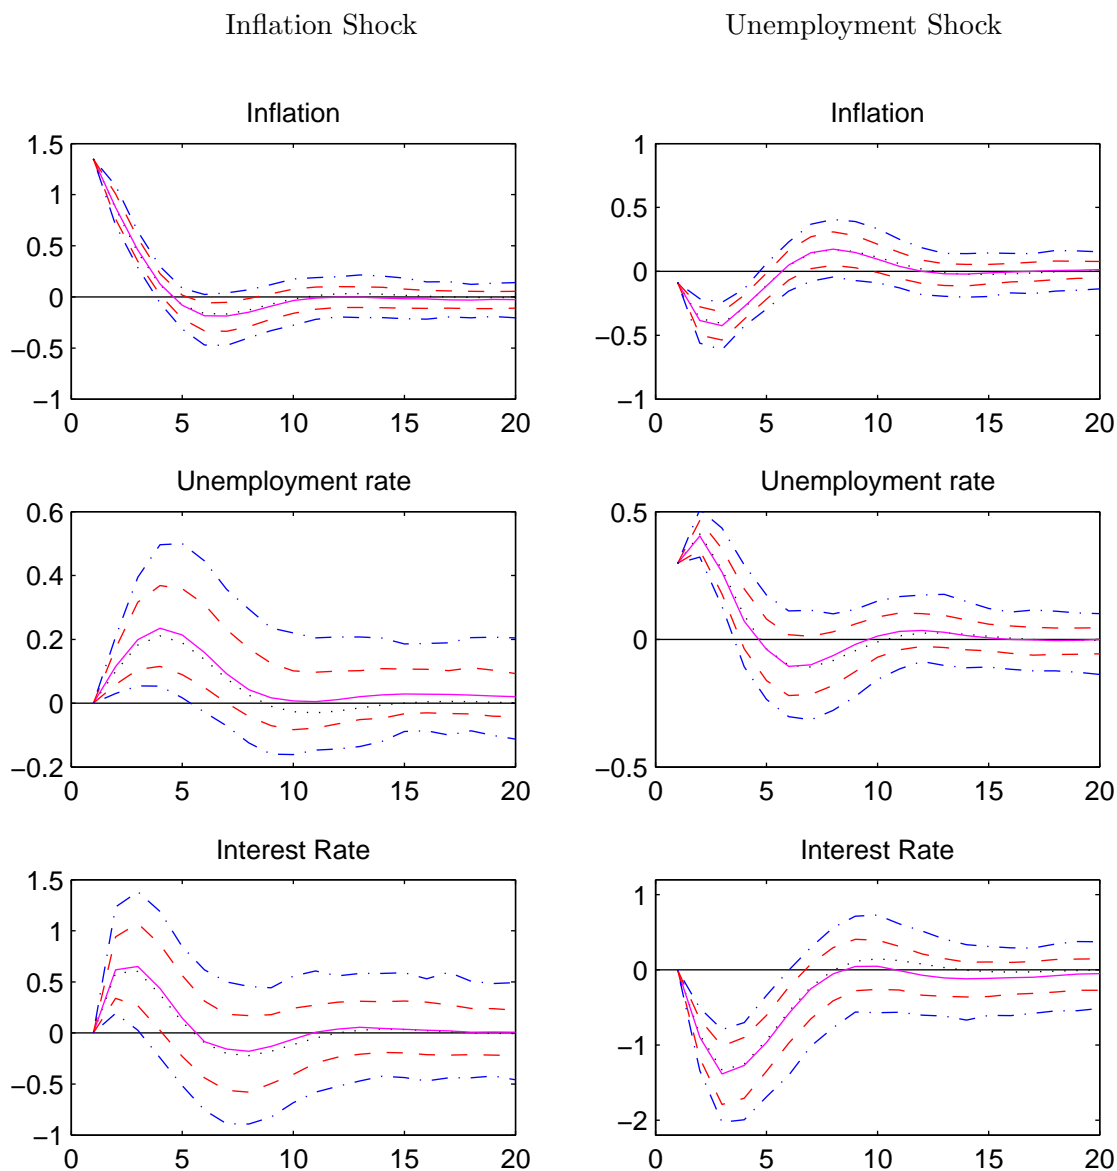 Inflation Shock Unemployment Shock
Inflation Inflation
1.5 1
1 0.5
0.5 0
0 −0.5
−0.5 −1
−1
0 5 10 15 20 0 5 10 15 20
Unemployment rate Unemployment rate
0.6 0.5
0.4
0.2 0
0
−0.2 −0.5
0 5 10 15 20 0 5 10 15 20
Interest Rate Interest Rate
1.5 1
1 0
0.5 −1
0 −2
−0.5
−1
0 5 10 15 20 0 5 10 15 20